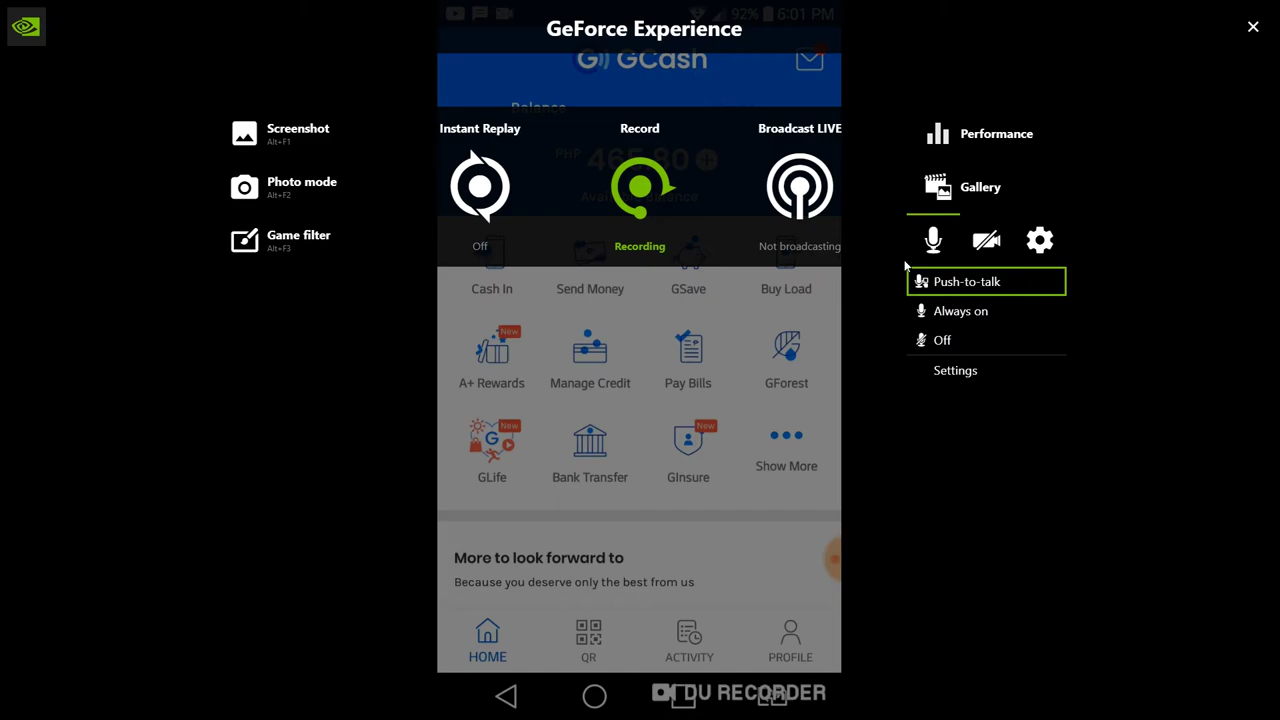 GeForce Experience
92% 6:01 PM
GCash
Balance
PHP 465.80
Available Balance
Screenshot
Alt+F1
Photo mode
Alt+F2
Game filter
Alt+F3
Instant Replay
Off
Record
Recording
Broadcast LIVE
Not broadcasting
Performance
Gallery
Push-to-talk
Always on
Off
Settings
Cash In
Send Money
GSave
Buy Load
New
A+ Rewards
Manage Credit
Pay Bills
GForest
New
G
GLife
Bank Transfer
New
GInsure
Show More
More to look forward to
Because you deserve only the best from us
HOME
QR
ACTIVITY
PROFILE
DU RECORDER